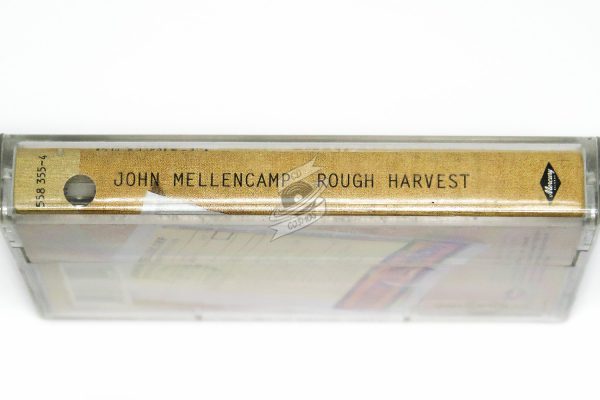 558 355-4
JOHN MELLENCAMP ROUGH HARVEST
Mercury